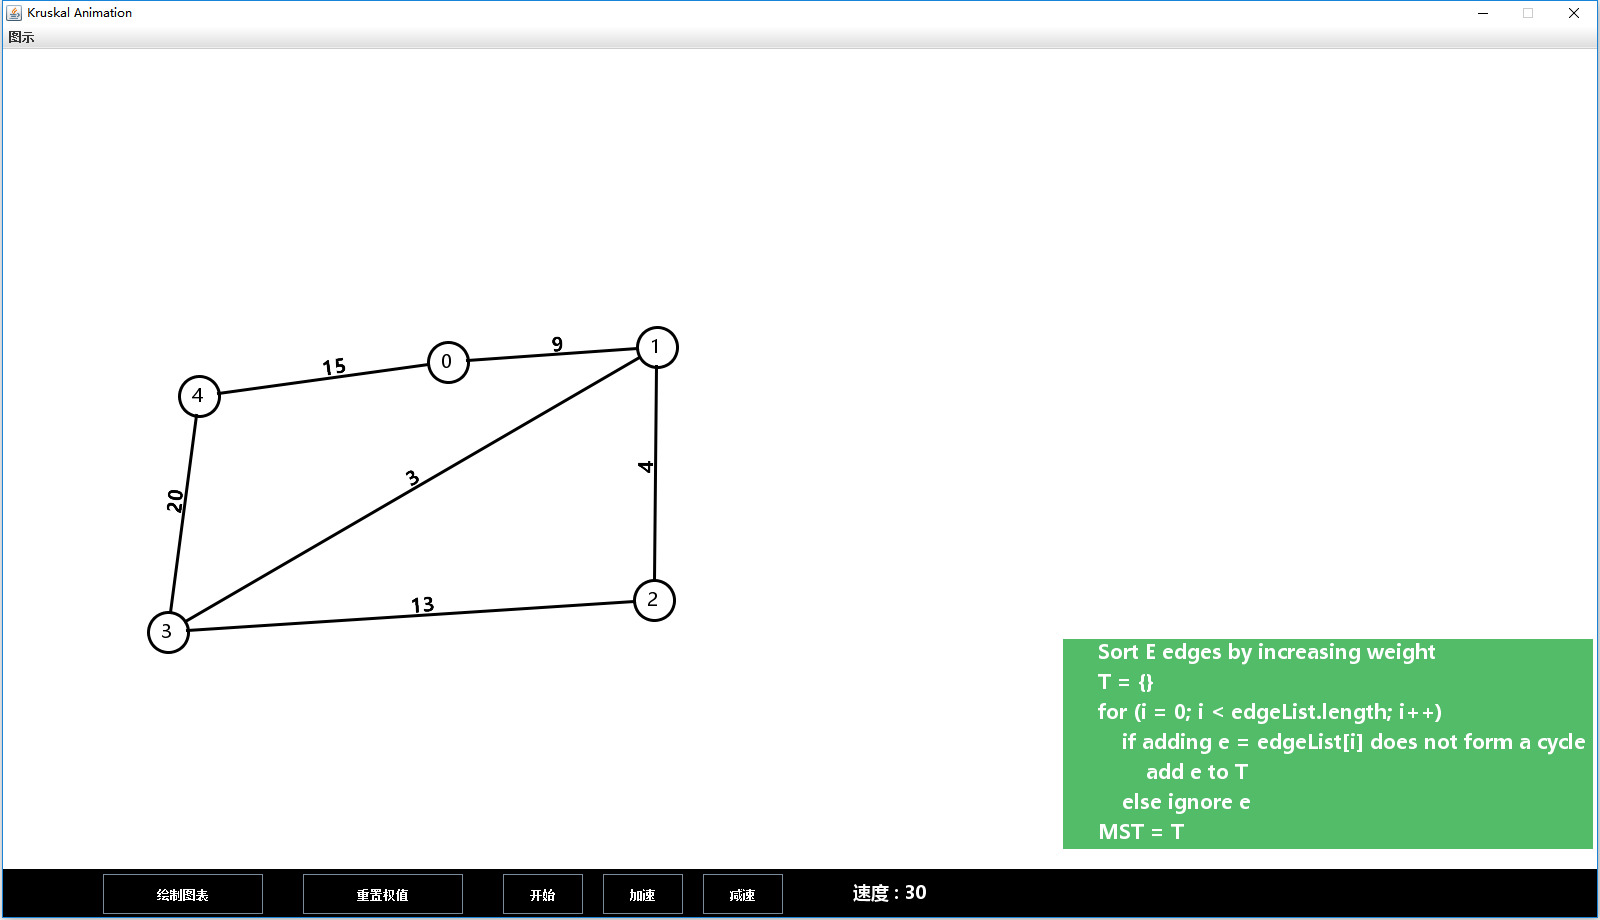 Kruskal Animation
图示
9
1
15
0
4
3
4
20
13
2
3
Sort E edges by increasing weight
T = {}
for (i = 0; i < edgeList.length; i++)
if adding e = edgeList[i] does not form a cycle
add e to T
else ignore e
MST = T
绘制图表
重置权值
开始
加速
减速
速度 : 30